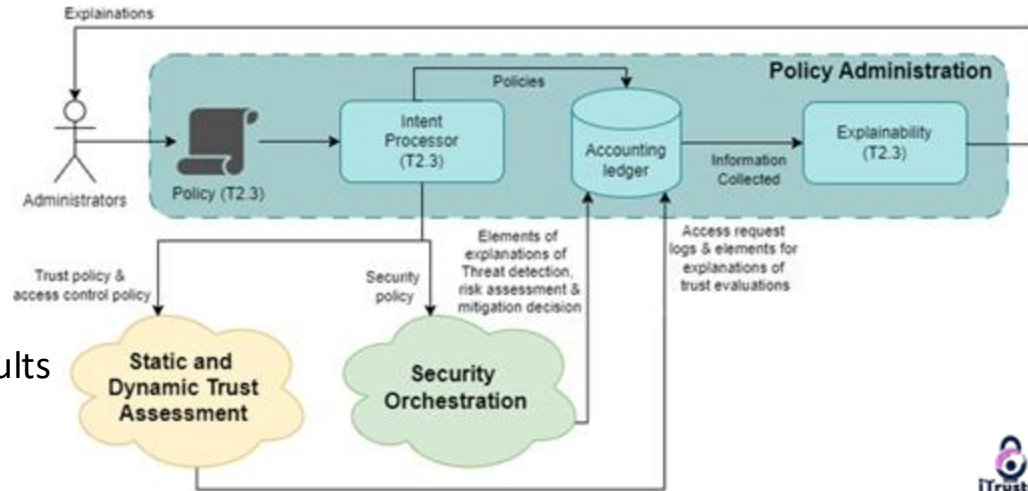 Explainations
Policy Administration
Policies
Intent
Processor
(T2.3)
Accounting
ledger
Information
Collected
Explainability
(T2.3)
Administrators
Policy (T2.3)
Trust policy &
access control policy
Security
policy
Elements of
explanations of
Threat detection,
risk assessment &
mitigation decision
Access request
logs & elements for
explanations of
trust evaluations
ults
Static and
Dynamic Trust
Assessment
Security
Orchestration
iTrust